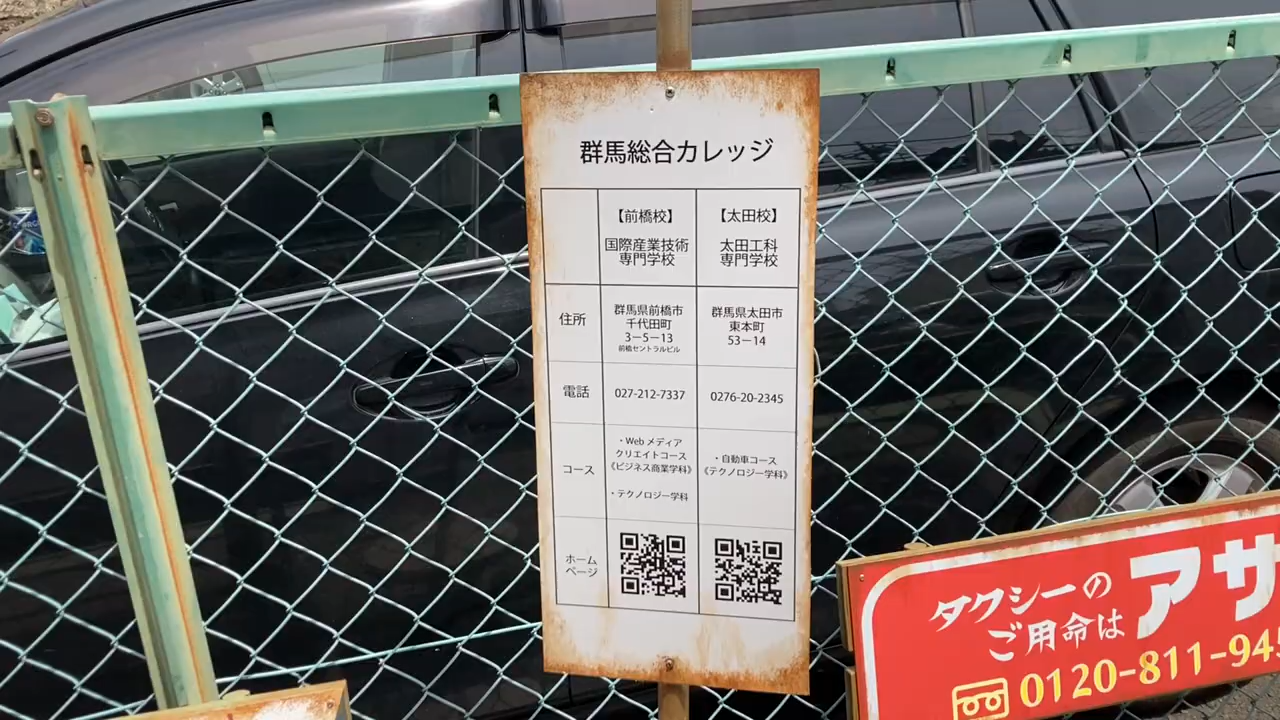 群馬総合カレッジ
【前橋校】
国際産業技術
専門学校
【太田校】
太田工科
専門学校
住所
群馬県前橋市
千代田町
3−5−13
前橋セントラルビル
群馬県太田市
東本町
53−14
電話
027-212-7337
0276-20-2345
コース
・Webメディア
クリエイトコース
《ビジネス商業学科》
・テクノロジー学科
・自動車コース
《テクノロジー学科》
ホーム
ページ
タクシーの
ご用命は
アサ
0120-811-94